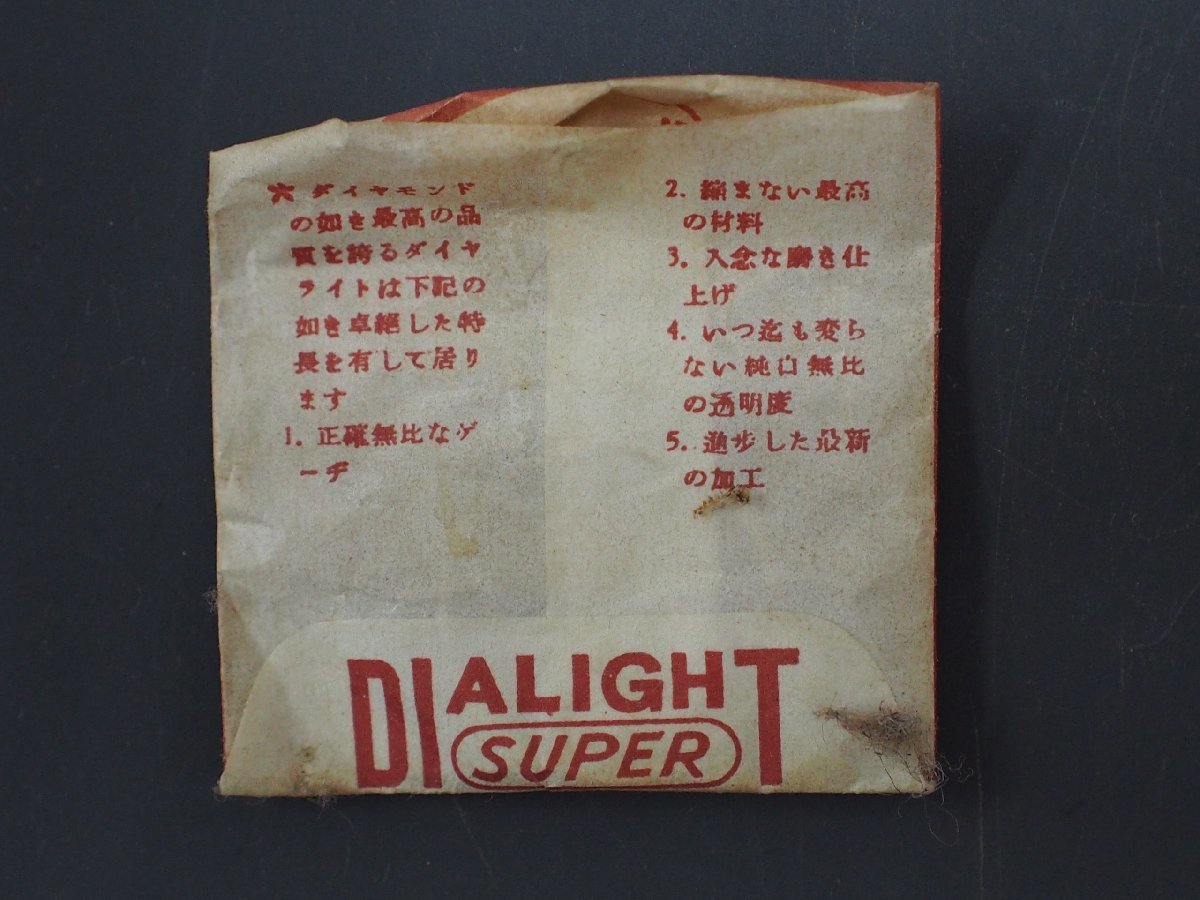 ★ ダイヤモンド
の如き最高の品
質を誇るダイヤ
ライトは下記の
如き卓絶した特
長を有して居り
ます
1. 正確無比なゲ
ーヂ
2. 縮まない最高
の材料
3. 入念な磨き仕
上げ
4. いつ迄も変ら
ない純白無比
の透明度
5. 進歩した最新
の加工
DIALIGHT
SUPER